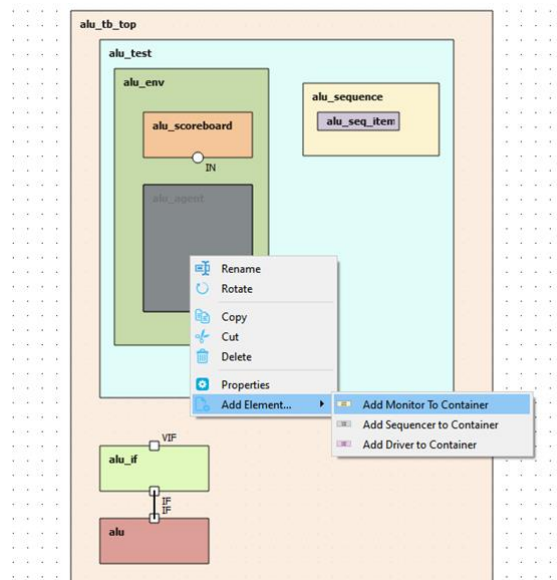 alu_tb_top
alu_test
alu_env
alu_sequence
alu_seq_item
alu_scoreboard
IN
alu_agent
Rename
Rotate
Copy
Cut
Delete
Properties
Add Element...
Add Monitor To Container
Add Sequencer to Container
Add Driver to Container
VIF
alu_if
IF
IF
alu